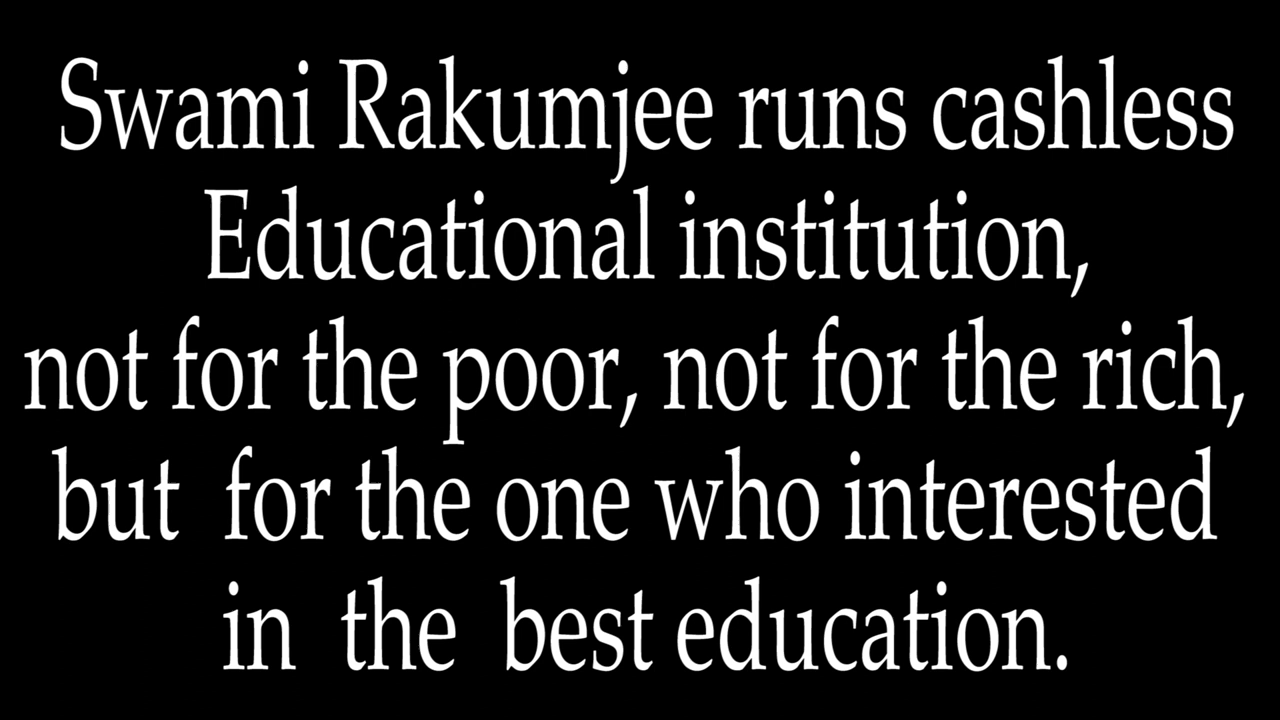 Swami Rakumjee runs cashless
Educational institution,
not for the poor, not for the rich,
but for the one who interested
in the best education.